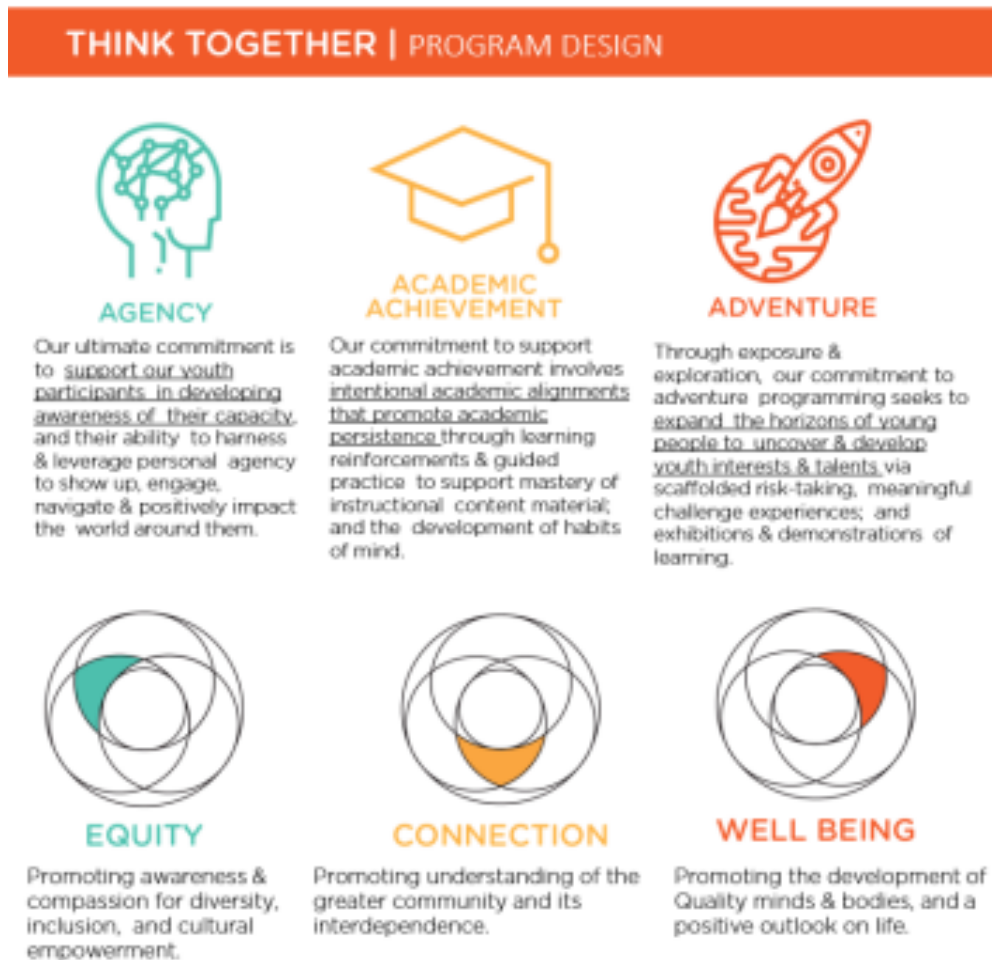 THINK TOGETHER | PROGRAM DESIGN
AGENCY
Our ultimate commitment is
to support our youth
participants in developing
awareness of their capacity,
and their ability to harness
& leverage personal agency
to show up, engage,
navigate & positively impact
the world around them.
ACADEMIC
ACHIEVEMENT
Our commitment to support
academic achievement involves
intentional academic alignments
that promote academic
persistence through learning
reinforcements & guided
practice to support mastery of
instructional content material;
and the development of habits
of mind.
ADVENTURE
Through exposure &
exploration, our commitment to
adventure programming seeks to
expand the horizons of young
people to uncover & develop
youth interests & talents via
scaffolded risk-taking, meaningful
challenge experiences; and
exhibitions & demonstrations of
learning.
EQUITY
Promoting awareness &
compassion for diversity,
inclusion, and cultural
empowerment.
CONNECTION
Promoting understanding of the
greater community and its
interdependence.
WELL BEING
Promoting the development of
Quality minds & bodies, and a
positive outlook on life.